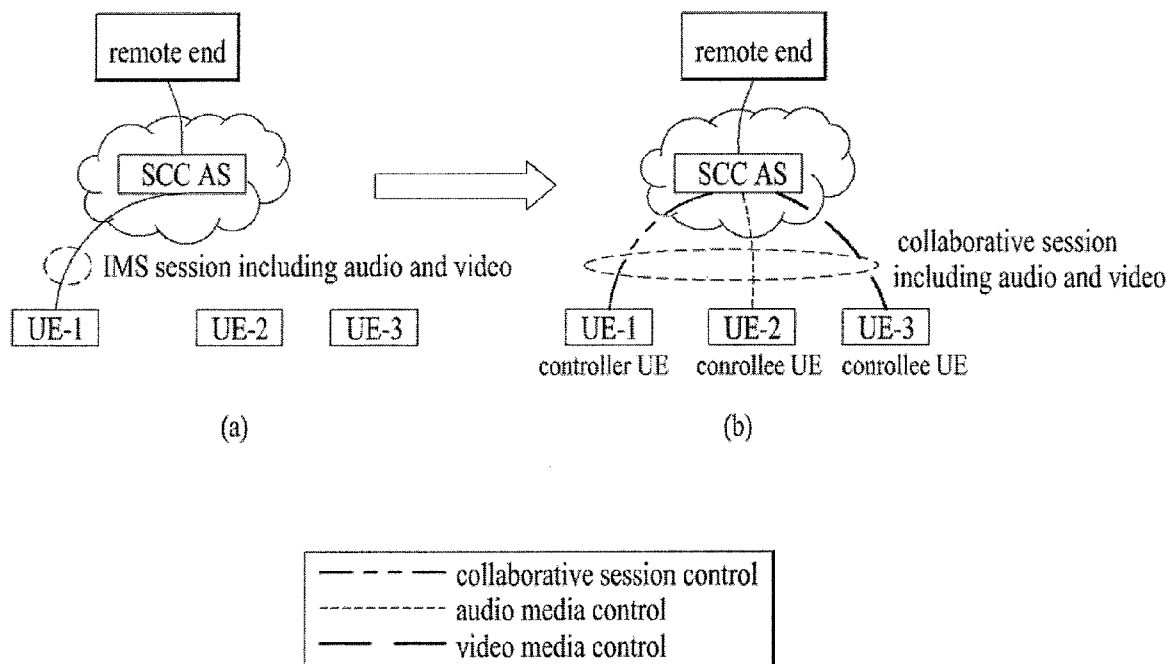 remote end
SCC AS
IMS session including audio and video
UE-1
UE-2
UE-3
(a)
remote end
SCC AS
collaborative session
including audio and video
UE-1
UE-2
UE-3
controller UE
conrollee UE
conrollee UE
(b)
collaborative session control
audio media control
video media control